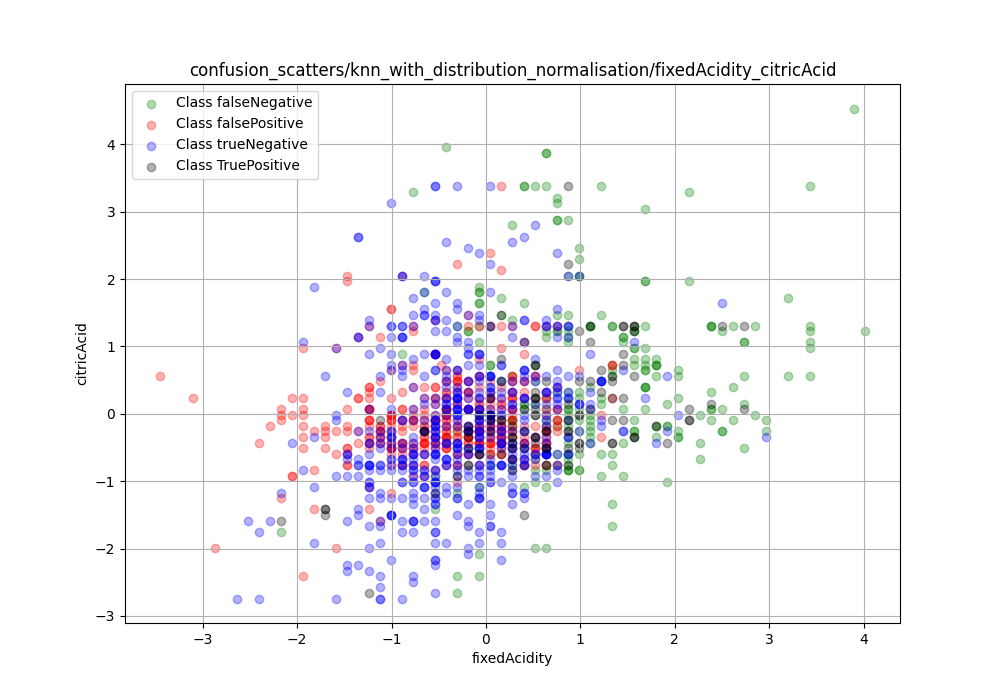 confusion_scatters/knn_with_distribution_normalisation/fixedAcidity_citricAcid
Class falseNegative
Class falsePositive
Class trueNegative
Class TruePositive
citricAcid
4
3
2
1
0
−1
−2
−3
−3
−2
−1
0
1
2
3
4
fixedAcidity